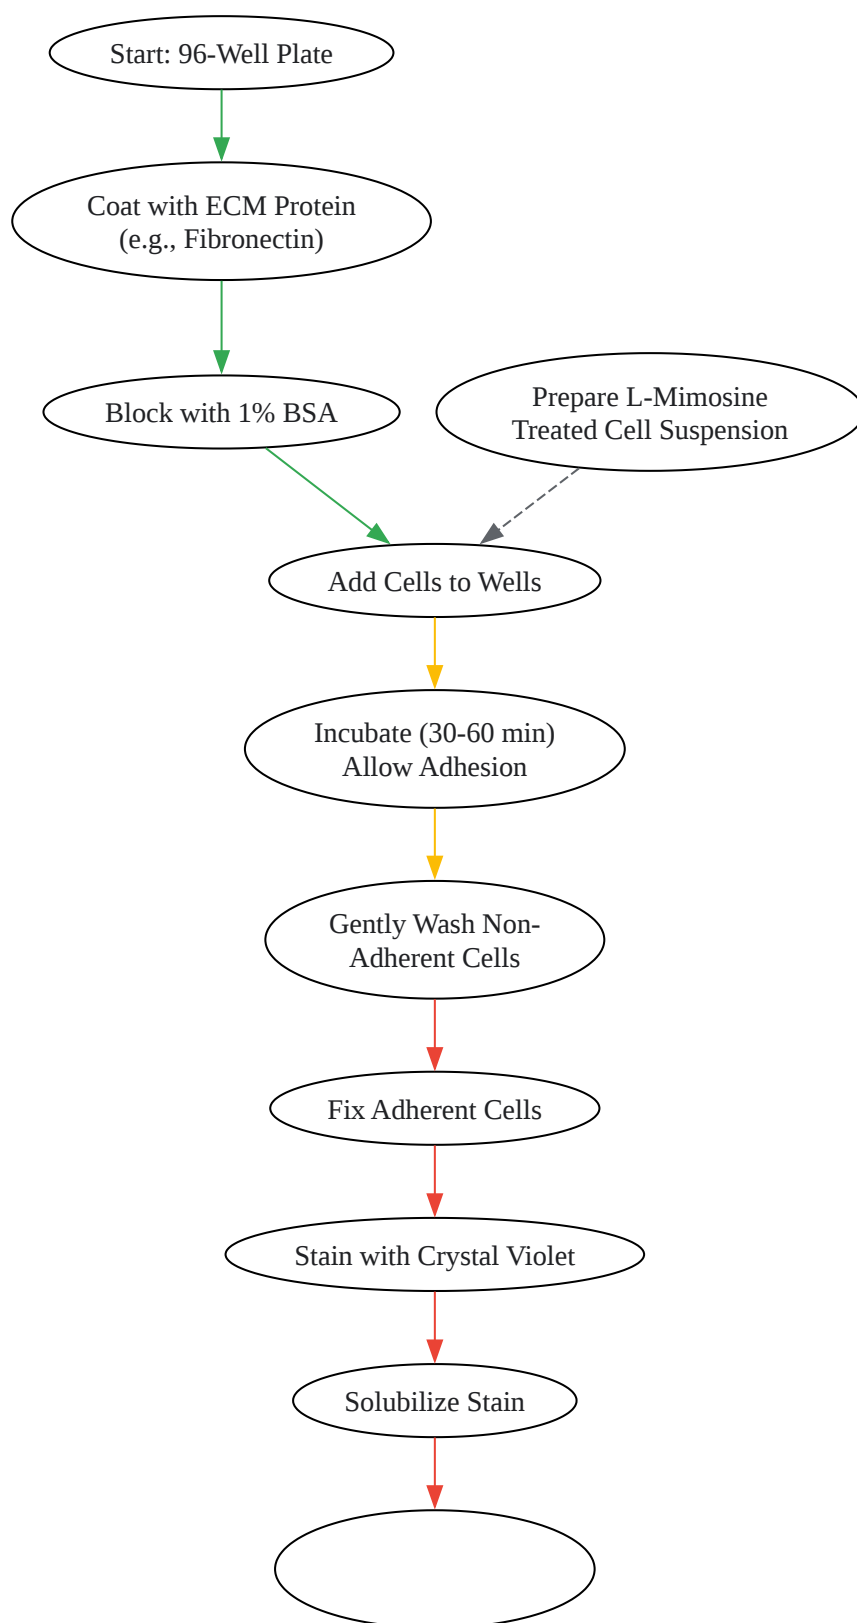 Start: 96-Well Plate
Coat with ECM Protein
(e.g., Fibronectin)
Block with 1% BSA
Prepare L-Mimosine
Treated Cell Suspension
Add Cells to Wells
Incubate (30-60 min)
Allow Adhesion
Gently Wash Non-
Adherent Cells
Fix Adherent Cells
Stain with Crystal Violet
Solubilize Stain